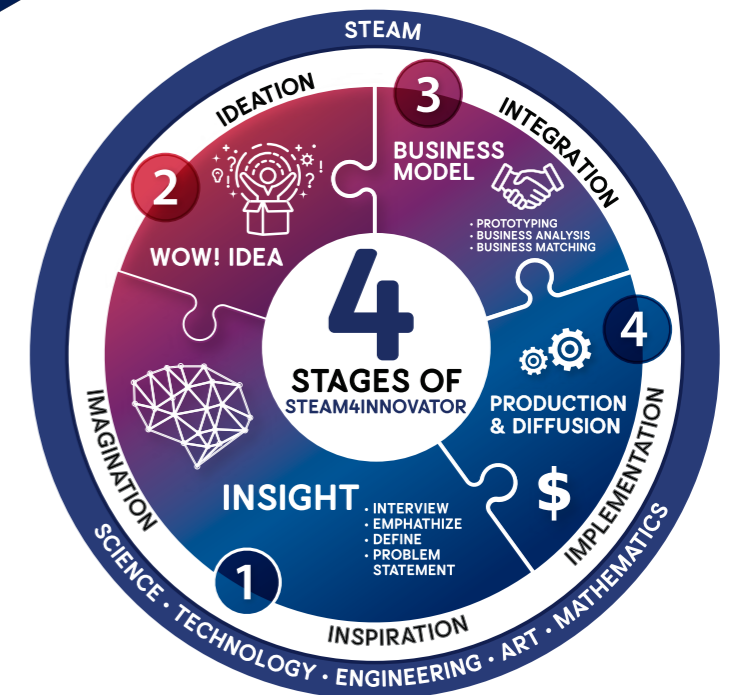 STEAM
IDEATION
INTEGRATION
3
BUSINESS
MODEL
• PROTOTYPING
• BUSINESS ANALYSIS
• BUSINESS MATCHING
2
WOW! IDEA
4
STAGES OF
STEAM4INNOVATOR
4
PRODUCTION
& DIFFUSION
$
IMPLEMENTATION
IMAGINATION
INSIGHT
• INTERVIEW
• EMPHATHIZE
• DEFINE
• PROBLEM
STATEMENT
1
INSPIRATION
SCIENCE • TECHNOLOGY • ENGINEERING • ART • MATHEMATICS